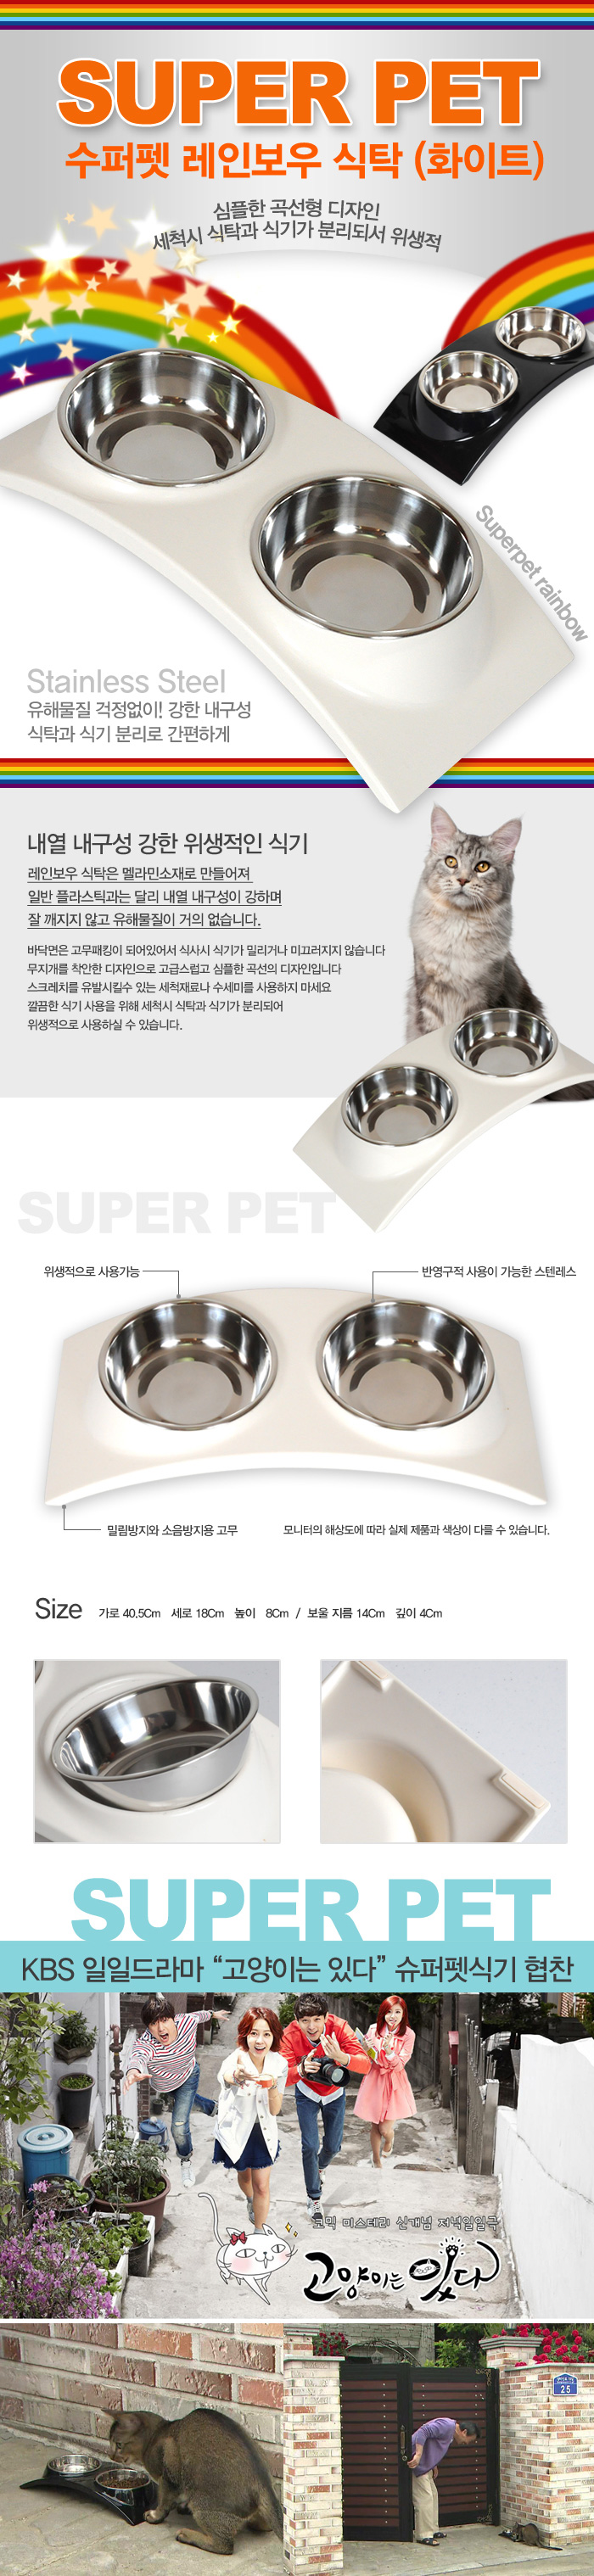 SUPER PET
수퍼펫 레인보우 식탁 (화이트)
심플한 곡선형 디자인
세척시 식탁과 식기가 분리되서 위생적
Superpet rainbow
Stainless Steel
유해물질 걱정없이! 강한 내구성
식탁과 식기 분리로 간편하게
내열 내구성 강한 위생적인 식기
레인보우 식탁은 멜라민소재로 만들어져
일반 플라스틱과는 달리 내열 내구성이 강하며
잘 깨지지 않고 유해물질이 거의 없습니다.
바닥면은 고무패킹이 되어있어서 식사시 식기가 밀리거나 미끄러지지 않습니다
무지개를 착안한 디자인으로 고급스럽고 심플한 곡선의 디자인입니다
스크레치를 유발시킬수 있는 세척재료나 수세미를 사용하지 마세요
깔끔한 식기 사용을 위해 세척시 식탁과 식기가 분리되어
위생적으로 사용하실 수 있습니다.
SUPER PET
위생적으로 사용가능
반영구적 사용이 가능한 스텐레스
밀림방지와 소음방지용 고무
모니터의 해상도에 따라 실제 제품과 색상이 다를 수 있습니다.
Size 가로 40.5Cm 세로 18Cm 높이 8Cm / 보울 지름 14Cm 깊이 4Cm
SUPER PET
KBS 일일드라마 “고양이는 있다” 슈퍼펫식기 협찬
코믹 미스테리 신개념 저녁일일극
고양이는 있다
25